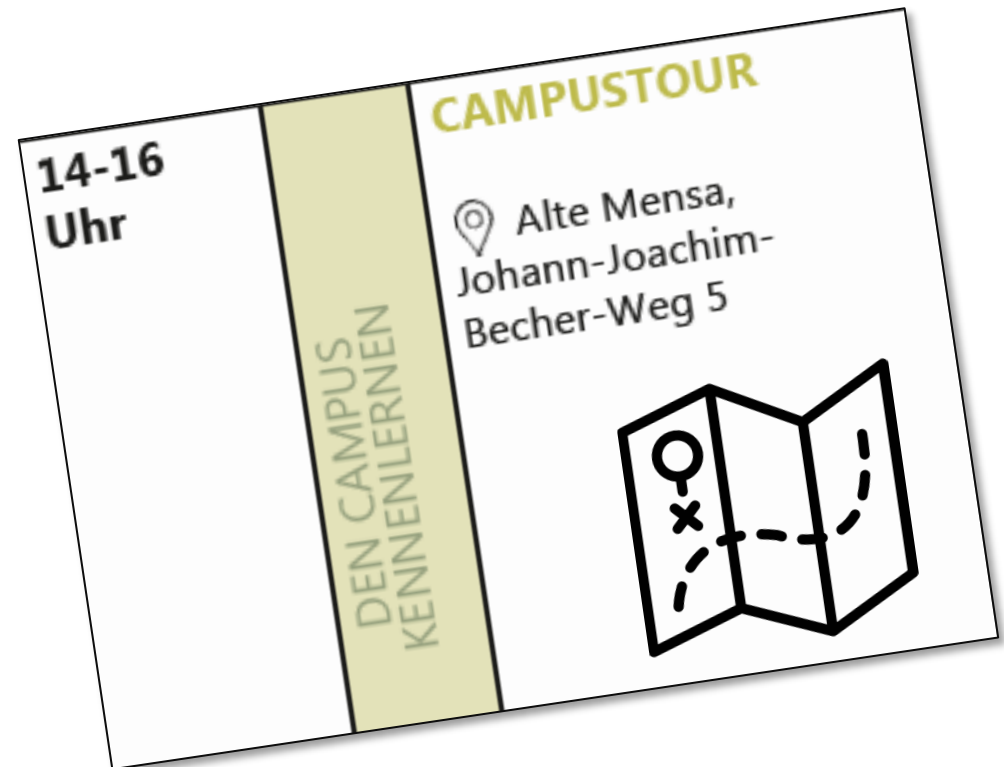 14-16
Uhr
DEN CAMPUS
KENNENLERNEN
CAMPUSTOUR
Alte Mensa,
Johann-Joachim-
Becher-Weg 5